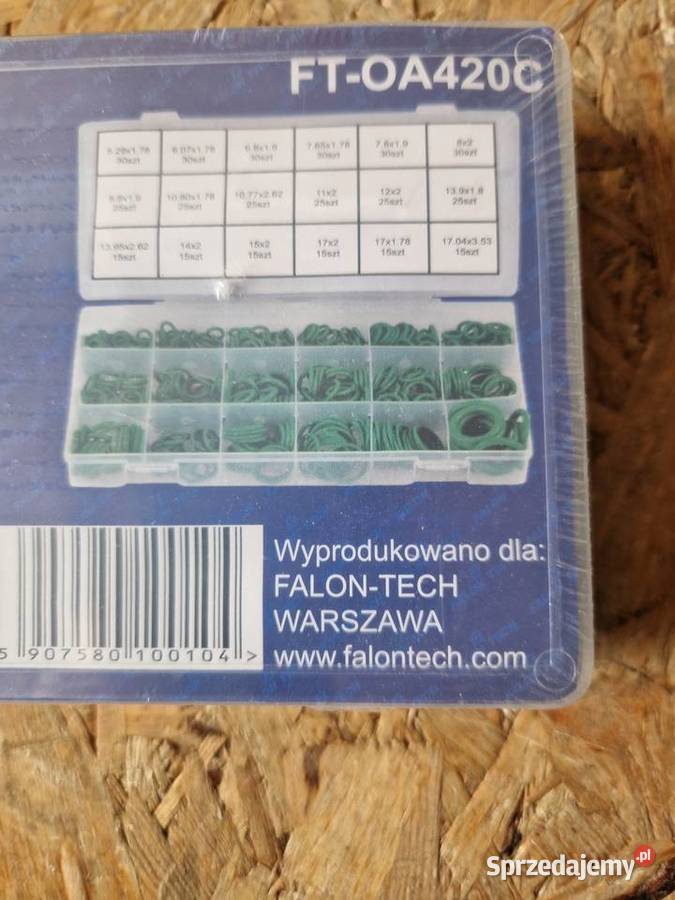 FT-OA420C
5.28x1.78 6.07x1.78 6.8x1.9 7.65x1.78 7.8x1.9 8x2
30szt 30szt 30szt 30szt 30szt 30szt
8.8x1.9 10.80x1.78 10.77x2.62 11x2 12x2 13.9x1.8
25szt 25szt 25szt 25szt 25szt 25szt
13.95x2.62 14x2 15x2 17x2 17x1.78 17.04x3.53
15szt 15szt 15szt 15szt 15szt 15szt
Wyprodukowano dla:
FALON-TECH
WARSZAWA
www.falontech.com
5 907580 100104 >
Sprzedajemy.pl